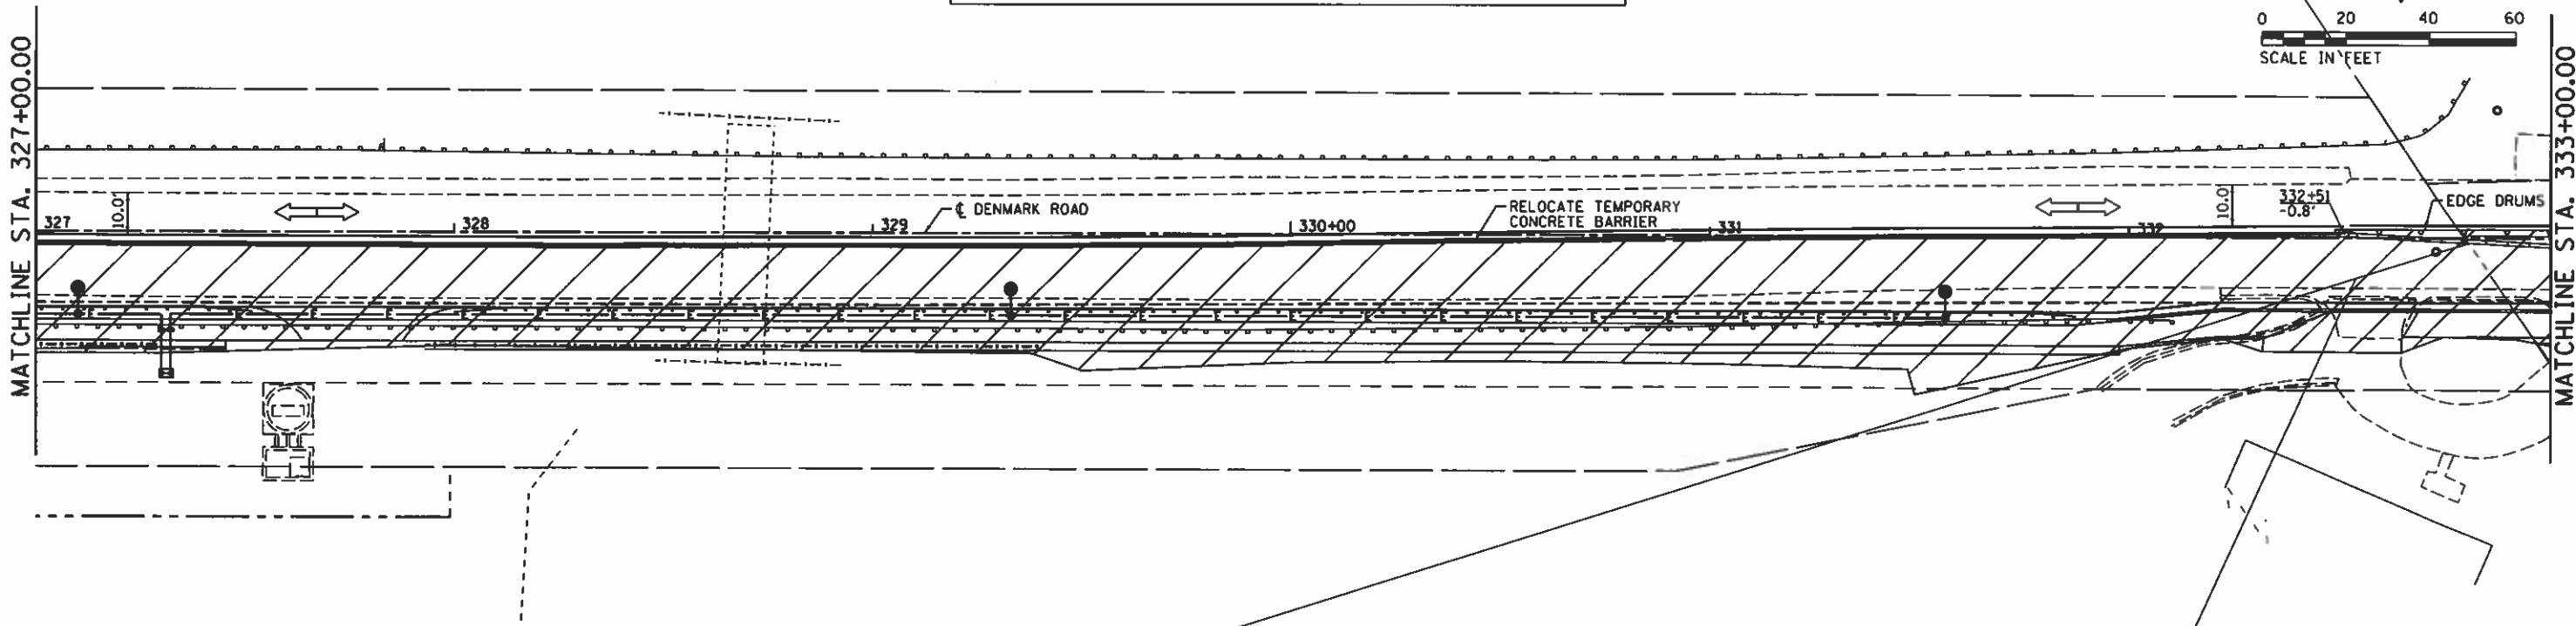 0 20 40 60
SCALE IN FEET
MATCHLINE STA. 327+00.00
MATCHLINE STA. 333+00.00
10.0'
10.0'
332+51
-0.8'
EDGE DRUMS
℄ DENMARK ROAD
RELOCATE TEMPORARY
CONCRETE BARRIER
327
328
329
330+00
331
332
E E E E E E E E E E E E E E E E E E E E E E E E E